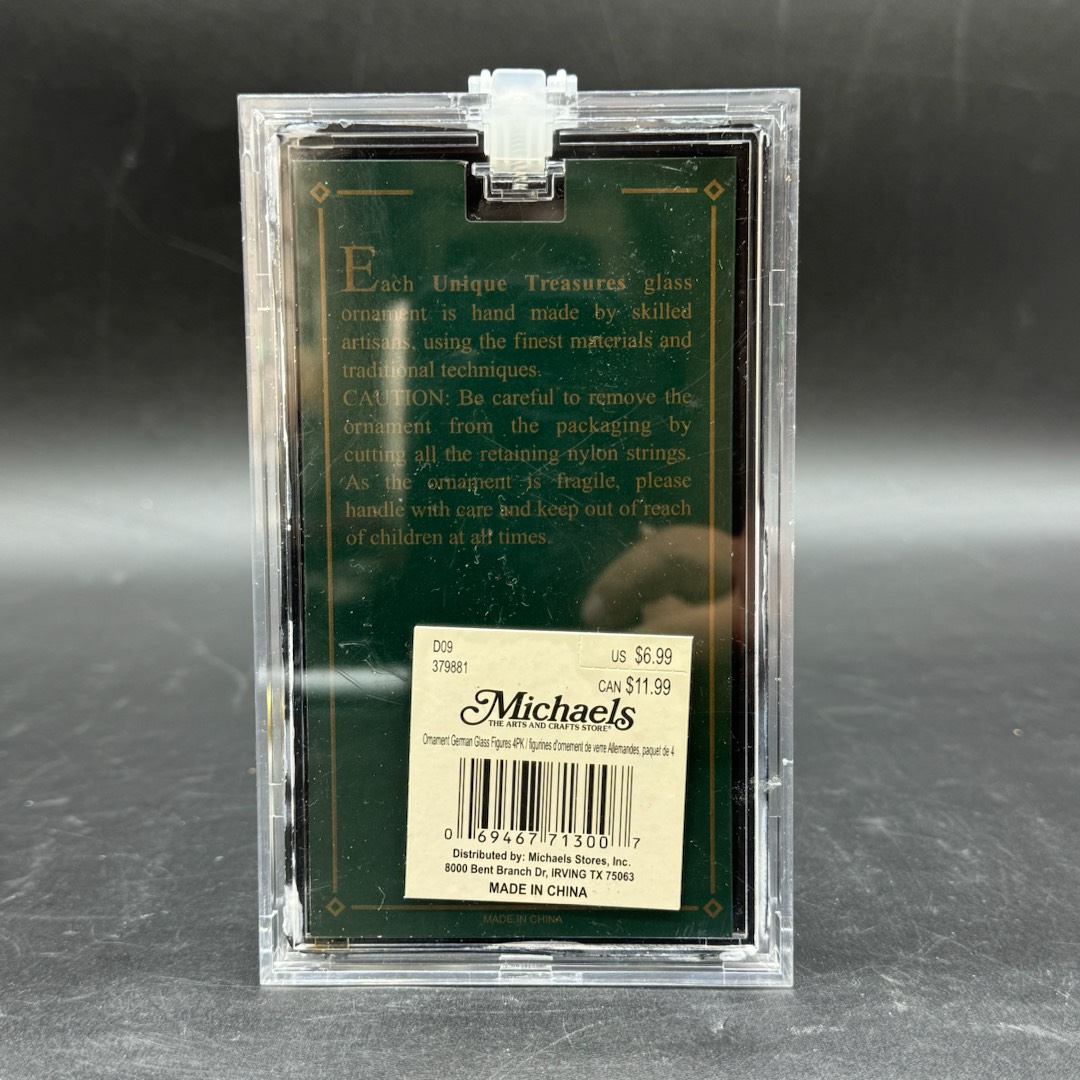 Each Unique Treasures glass
ornament is hand made by skilled
artisans, using the finest materials and
traditional techniques.
CAUTION: Be careful to remove the
ornament from the packaging by
cutting all the retaining nylon strings.
As the ornament is fragile, please
handle with care and keep out of reach
of children at all times.
D09
379881
US $6.99
CAN $11.99
Michaels
THE ARTS AND CRAFTS STORE®
Ornament German Glass Figures 4PK / figurines d'ornement de verre Allemandes, paquet de 4
0 69467 71300 7
Distributed by: Michaels Stores, Inc.
8000 Bent Branch Dr, IRVING TX 75063
MADE IN CHINA
MADE IN CHINA